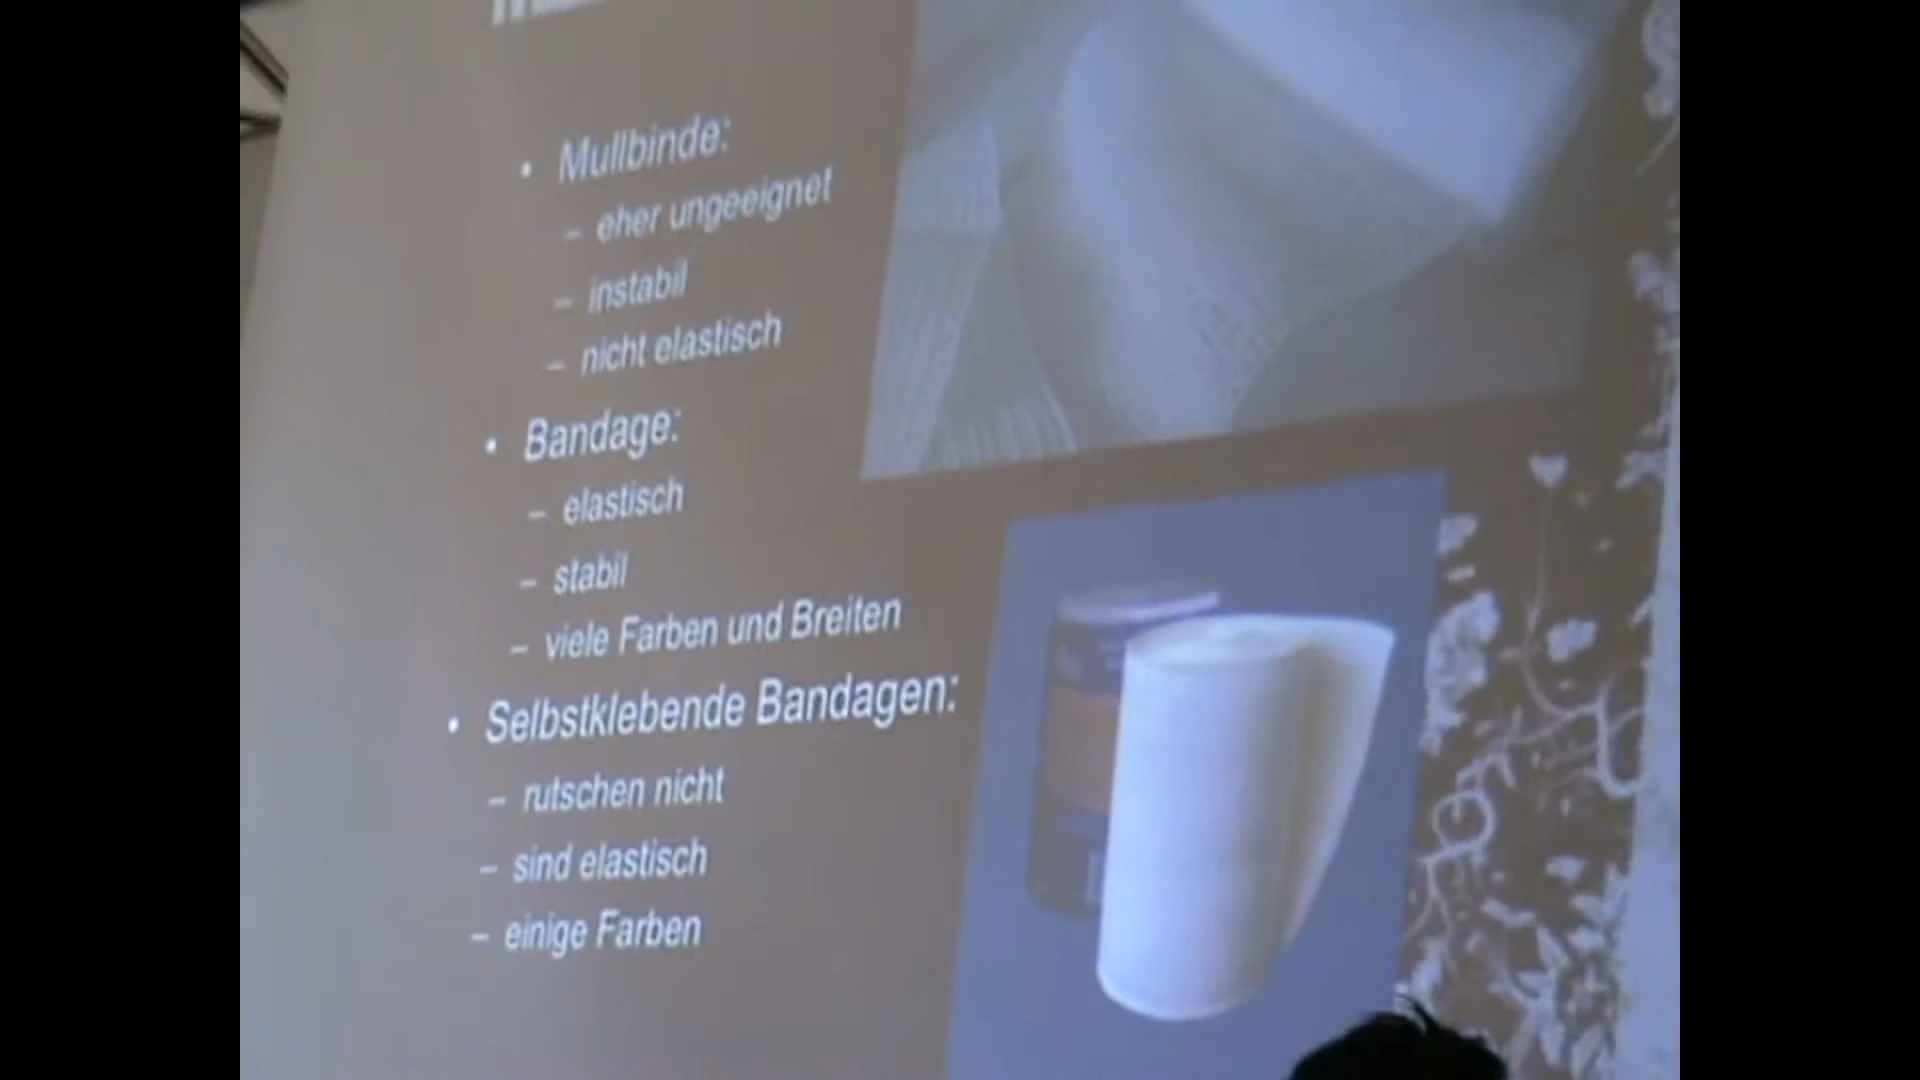 • Mullbinde:
– eher ungeeignet
– instabil
– nicht elastisch
• Bandage:
– elastisch
– stabil
– viele Farben und Breiten
• Selbstklebende Bandagen:
– rutschen nicht
– sind elastisch
– einige Farben